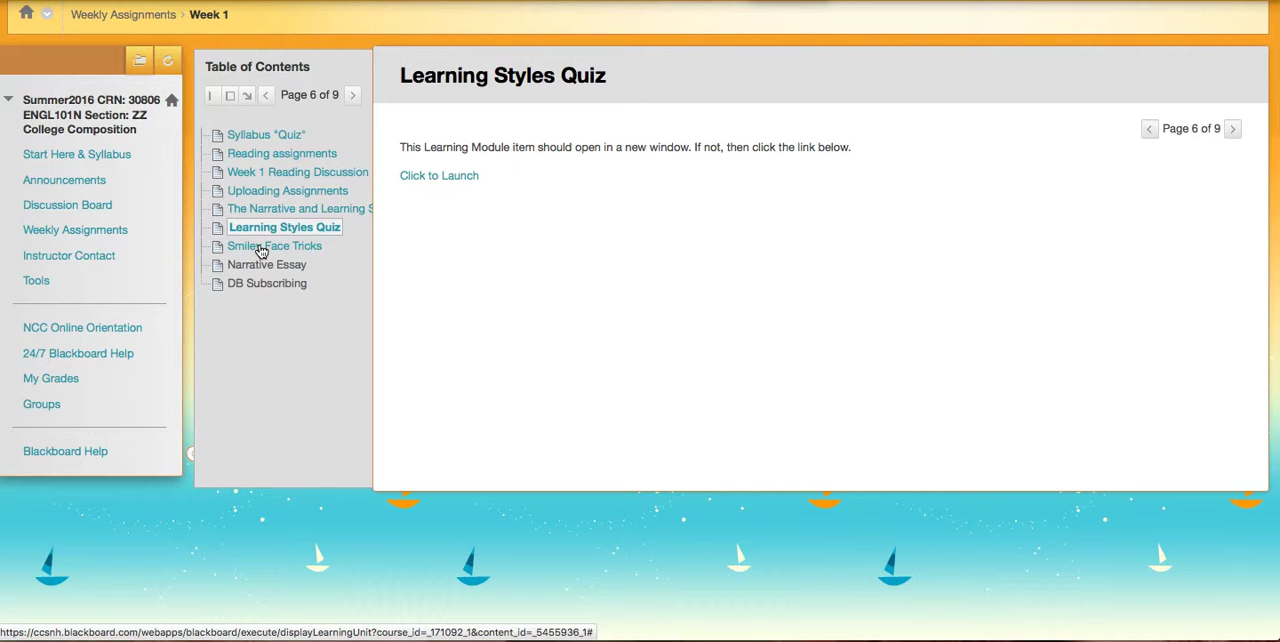 Weekly Assignments › Week 1
Summer2016 CRN: 30806
ENGL101N Section: ZZ
College Composition
Start Here & Syllabus
Announcements
Discussion Board
Weekly Assignments
Instructor Contact
Tools
NCC Online Orientation
24/7 Blackboard Help
My Grades
Groups
Blackboard Help
Table of Contents
Page 6 of 9
Syllabus "Quiz"
Reading assignments
Week 1 Reading Discussion
Uploading Assignments
The Narrative and Learning S
Learning Styles Quiz
Smiley Face Tricks
Narrative Essay
DB Subscribing
Learning Styles Quiz
Page 6 of 9
This Learning Module item should open in a new window. If not, then click the link below.
Click to Launch
https://ccsnh.blackboard.com/webapps/blackboard/execute/displayLearningUnit?course_id=_171092_1&content_id=_5455936_1#